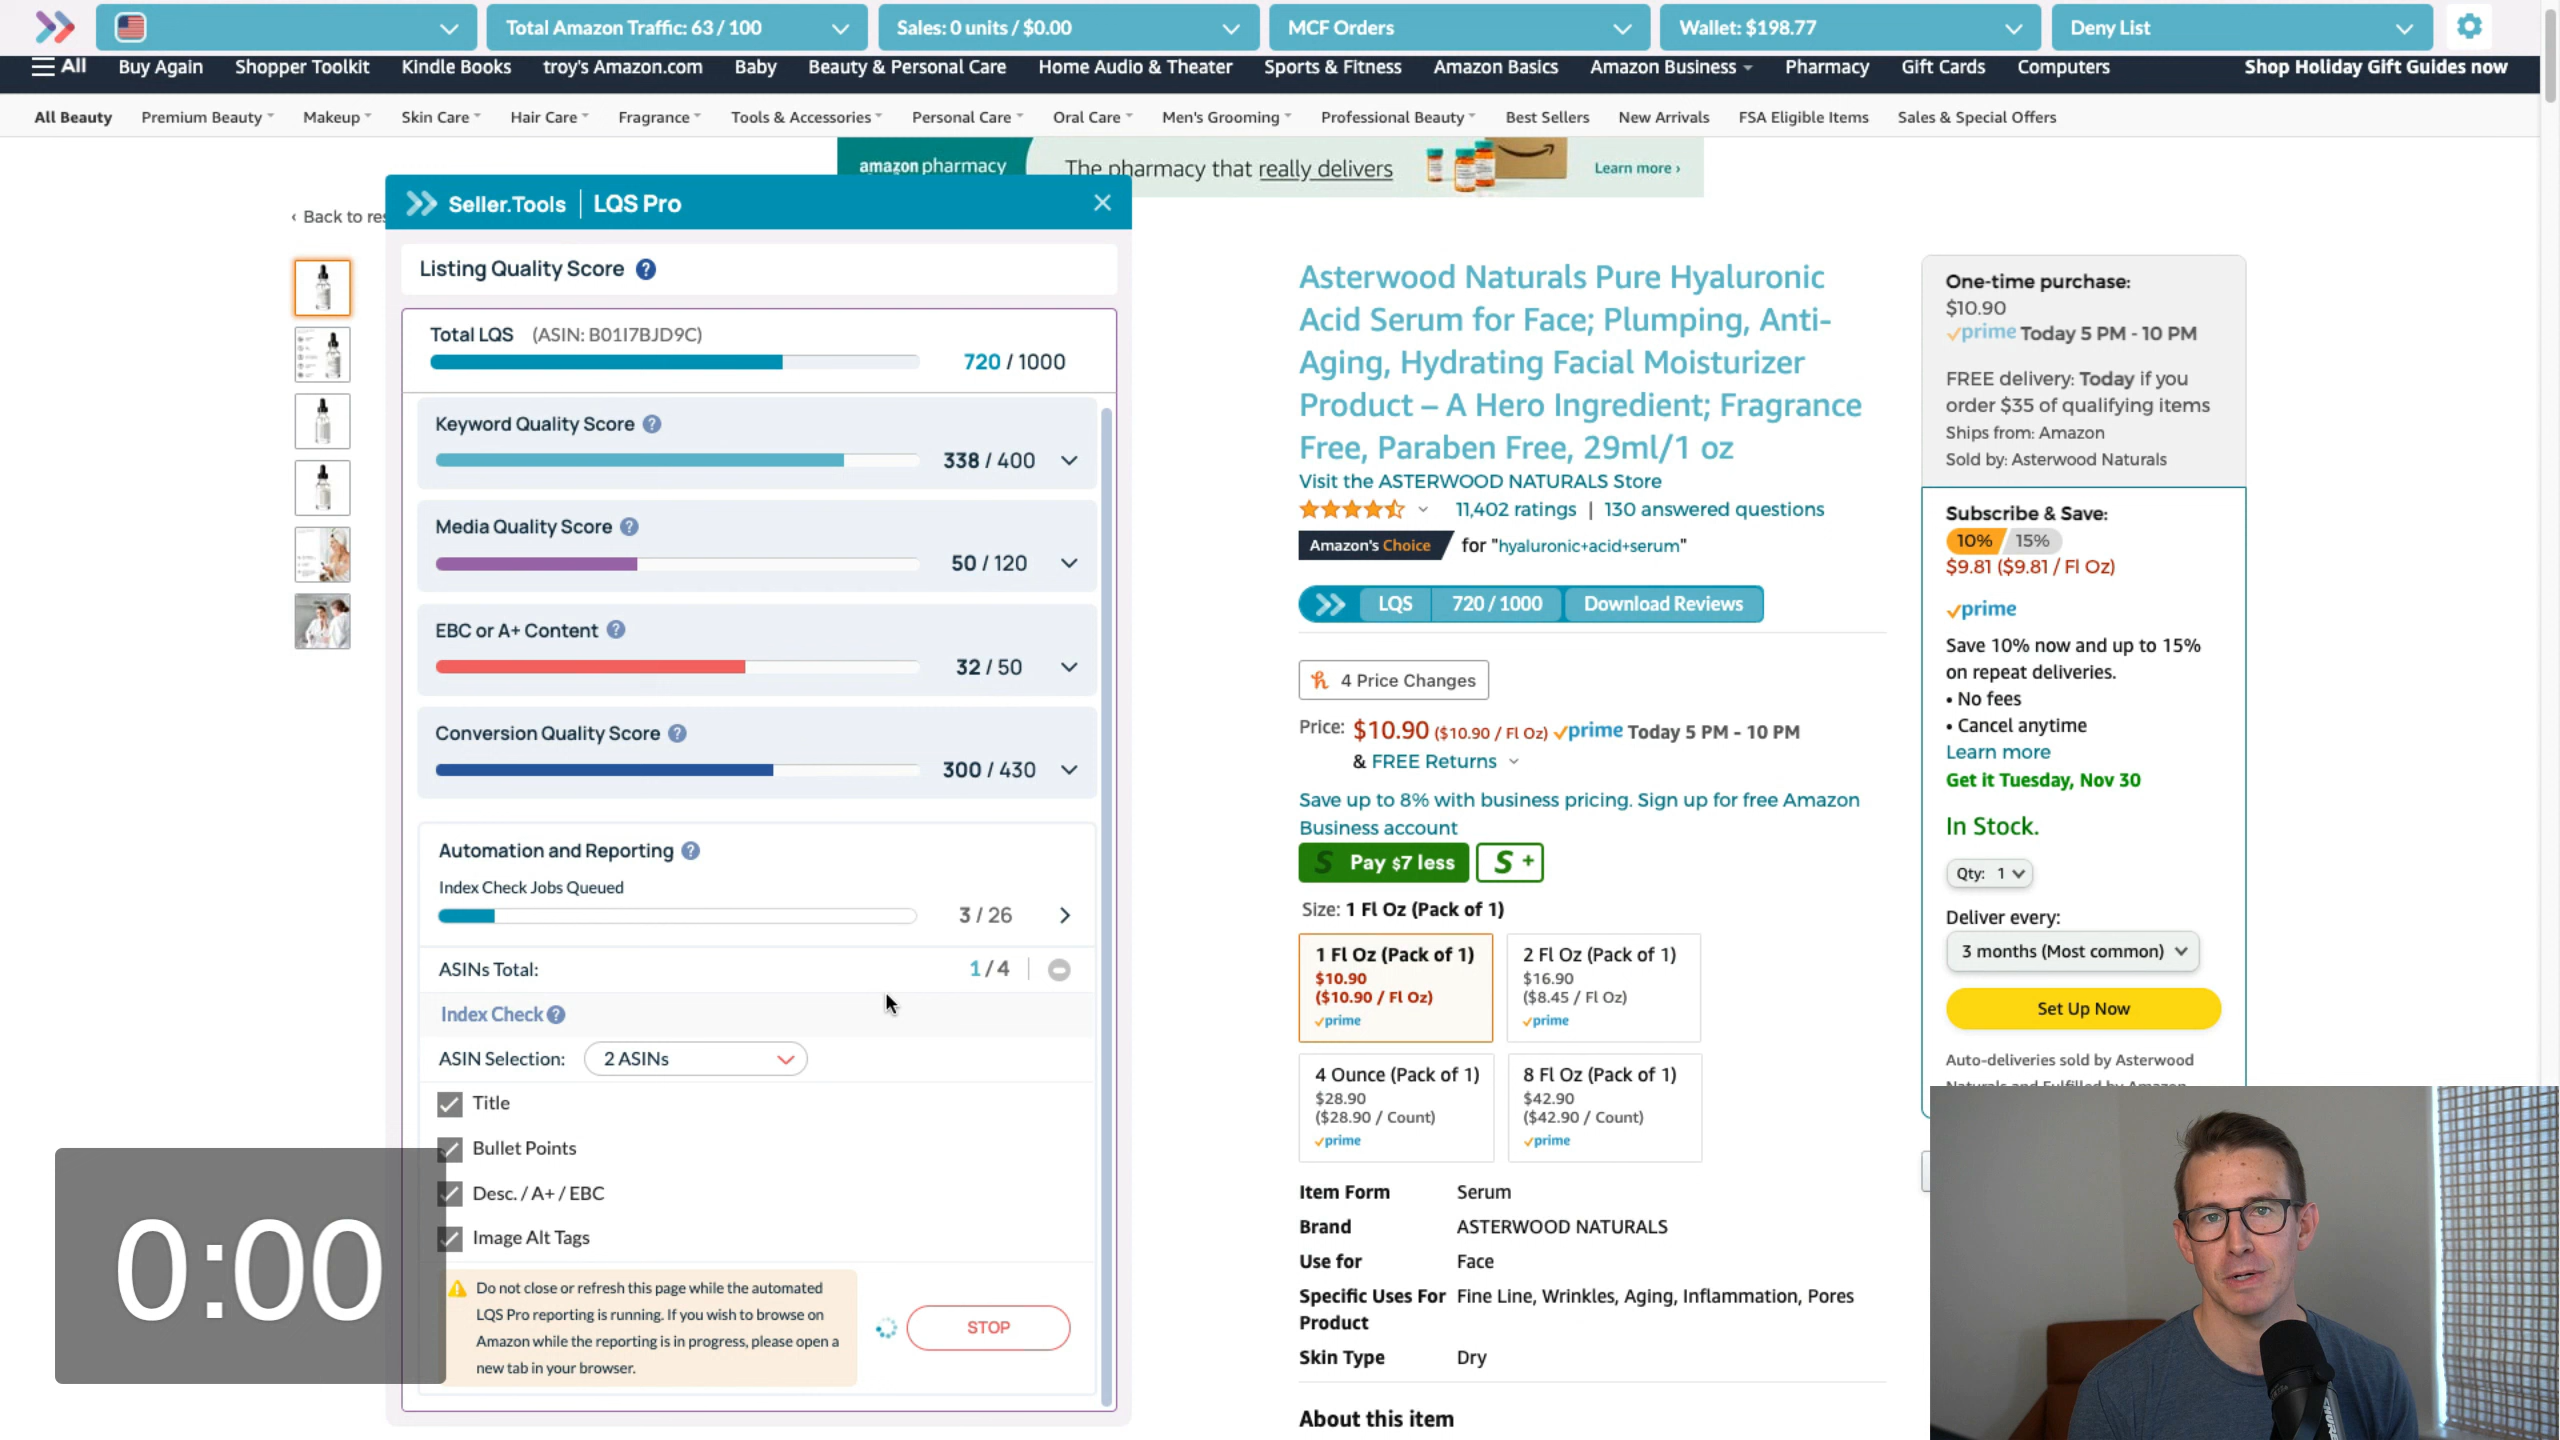 Total Amazon Traffic: 63 / 100
Sales: 0 units / $0.00
MCF Orders
Wallet: $198.77
Deny List
All
Buy Again
Shopper Toolkit
Kindle Books
troy's Amazon.com
Baby
Beauty & Personal Care
Home Audio & Theater
Sports & Fitness
Amazon Basics
Amazon Business
Pharmacy
Gift Cards
Computers
Shop Holiday Gift Guides now
All Beauty
Premium Beauty
Makeup
Skin Care
Hair Care
Fragrance
Tools & Accessories
Personal Care
Oral Care
Men's Grooming
Professional Beauty
Best Sellers
New Arrivals
FSA Eligible Items
Sales & Special Offers
amazon pharmacy
The pharmacy that really delivers
Learn more ›
‹ Back to res
Seller.Tools | LQS Pro
Listing Quality Score ?
Total LQS (ASIN: B01I7BJD9C)
720 / 1000
Keyword Quality Score ?
338 / 400
Media Quality Score ?
50 / 120
EBC or A+ Content ?
32 / 50
Conversion Quality Score ?
300 / 430
Automation and Reporting ?
Index Check Jobs Queued
3 / 26
ASINs Total:
1 / 4
Index Check ?
ASIN Selection: 2 ASINs
Title
Bullet Points
Desc. / A+ / EBC
Image Alt Tags
Do not close or refresh this page while the automated
LQS Pro reporting is running. If you wish to browse on
Amazon while the reporting is in progress, please open a
new tab in your browser.
STOP
0:00
Asterwood Naturals Pure Hyaluronic
Acid Serum for Face; Plumping, Anti-
Aging, Hydrating Facial Moisturizer
Product – A Hero Ingredient; Fragrance
Free, Paraben Free, 29ml/1 oz
Visit the ASTERWOOD NATURALS Store
11,402 ratings | 130 answered questions
Amazon's Choice for "hyaluronic+acid+serum"
LQS 720 / 1000 Download Reviews
4 Price Changes
Price: $10.90 ($10.90 / Fl Oz) prime Today 5 PM - 10 PM
& FREE Returns
Save up to 8% with business pricing. Sign up for free Amazon
Business account
S Pay $7 less S +
Size: 1 Fl Oz (Pack of 1)
1 Fl Oz (Pack of 1)
$10.90
($10.90 / Fl Oz)
prime
2 Fl Oz (Pack of 1)
$16.90
($8.45 / Fl Oz)
prime
4 Ounce (Pack of 1)
$28.90
($28.90 / Count)
prime
8 Fl Oz (Pack of 1)
$42.90
($42.90 / Count)
prime
Item Form Serum
Brand ASTERWOOD NATURALS
Use for Face
Specific Uses For Fine Line, Wrinkles, Aging, Inflammation, Pores
Product
Skin Type Dry
About this item
One-time purchase:
$10.90
prime Today 5 PM - 10 PM
FREE delivery: Today if you
order $35 of qualifying items
Ships from: Amazon
Sold by: Asterwood Naturals
Subscribe & Save:
10% 15%
$9.81 ($9.81 / Fl Oz)
prime
Save 10% now and up to 15%
on repeat deliveries.
• No fees
• Cancel anytime
Learn more
Get it Tuesday, Nov 30
In Stock.
Qty: 1
Deliver every:
3 months (Most common)
Set Up Now
Auto-deliveries sold by Asterwood
Naturals and Fulfilled by Amazon